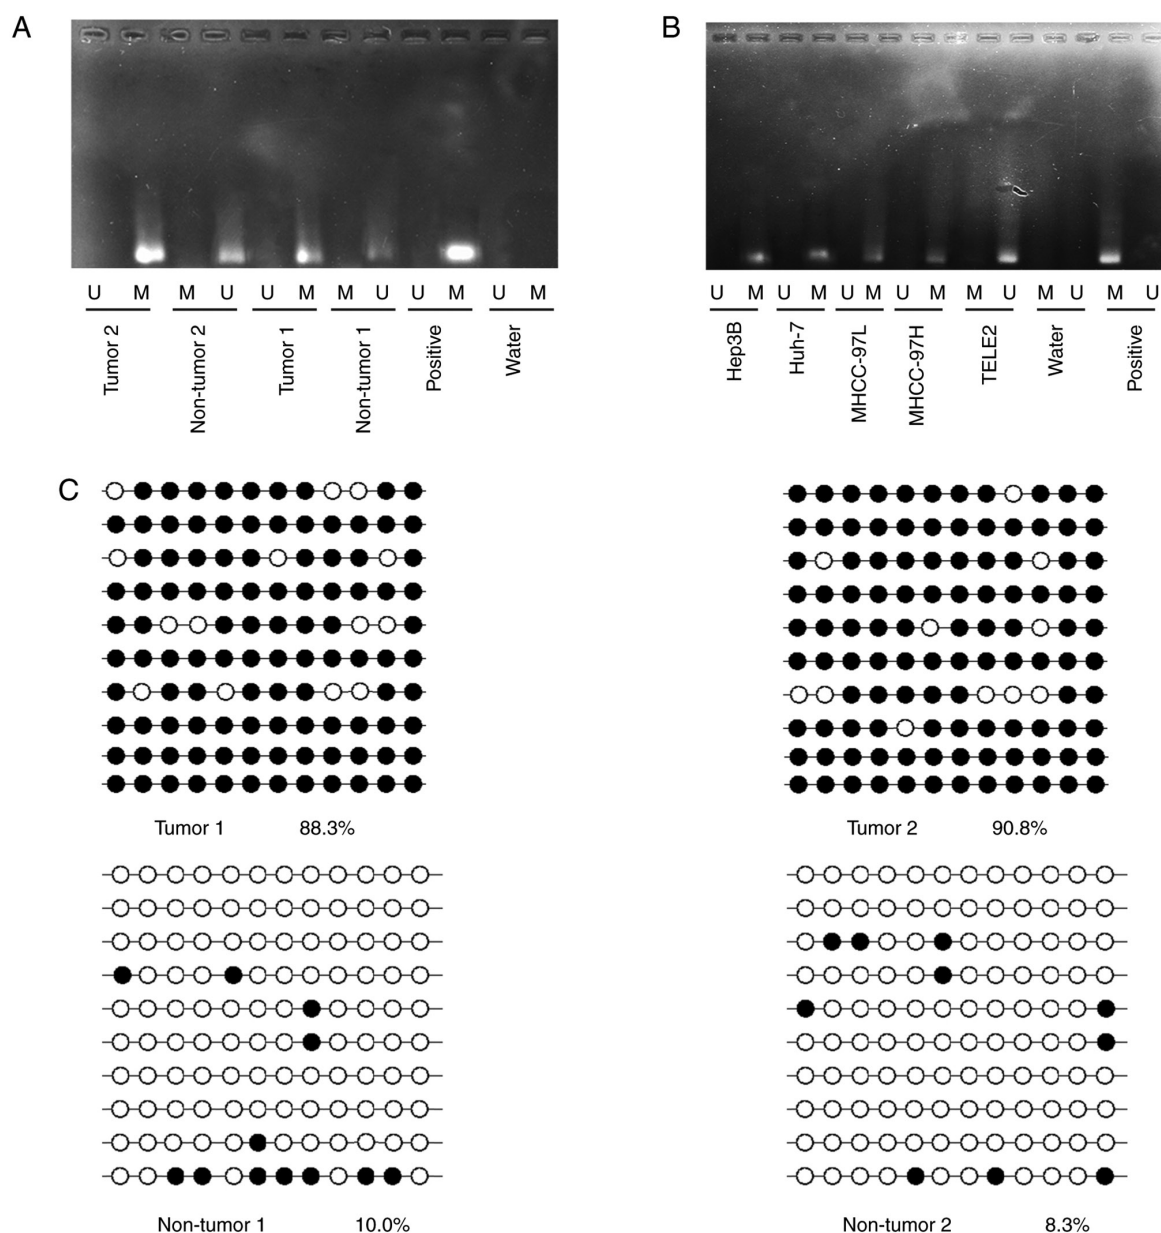 A
B
U M M U U M M U U M U M
Tumor 2
Non-tumor 2
Tumor 1
Non-tumor 1
Positive
Water
U M U M U M U M M U M U M U
Hep3B
Huh-7
MHCC-97L
MHCC-97H
TELE2
Water
Positive
C
Tumor 1 88.3%
Tumor 2 90.8%
Non-tumor 1 10.0%
Non-tumor 2 8.3%